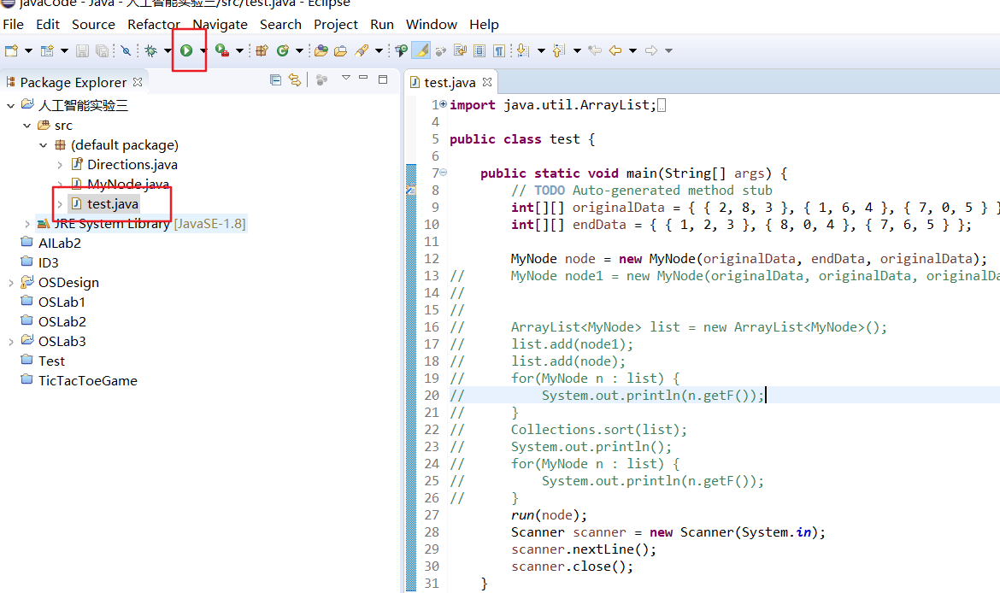 javaCode - Java - 人工智能实验三/src/test.java - Eclipse
File Edit Source Refactor Navigate Search Project Run Window Help
Package Explorer
人工智能实验三
src
(default package)
Directions.java
MyNode.java
test.java
JRE System Library [JavaSE-1.8]
AILab2
ID3
OSDesign
OSLab1
OSLab2
OSLab3
Test
TicTacToeGame
test.java
1 import java.util.ArrayList;
4
5 public class test {
6
7 public static void main(String[] args) {
8 // TODO Auto-generated method stub
9 int[][] originalData = { { 2, 8, 3 }, { 1, 6, 4 }, { 7, 0, 5 } }
10 int[][] endData = { { 1, 2, 3 }, { 8, 0, 4 }, { 7, 6, 5 } };
11
12 MyNode node = new MyNode(originalData, endData, originalData);
13 // MyNode node1 = new MyNode(originalData, originalData, originalDa
14 //
15 //
16 // ArrayList<MyNode> list = new ArrayList<MyNode>();
17 // list.add(node1);
18 // list.add(node);
19 // for(MyNode n : list) {
20 // System.out.println(n.getF());
21 // }
22 // Collections.sort(list);
23 // System.out.println();
24 // for(MyNode n : list) {
25 // System.out.println(n.getF());
26 // }
27 run(node);
28 Scanner scanner = new Scanner(System.in);
29 scanner.nextLine();
30 scanner.close();
31 }